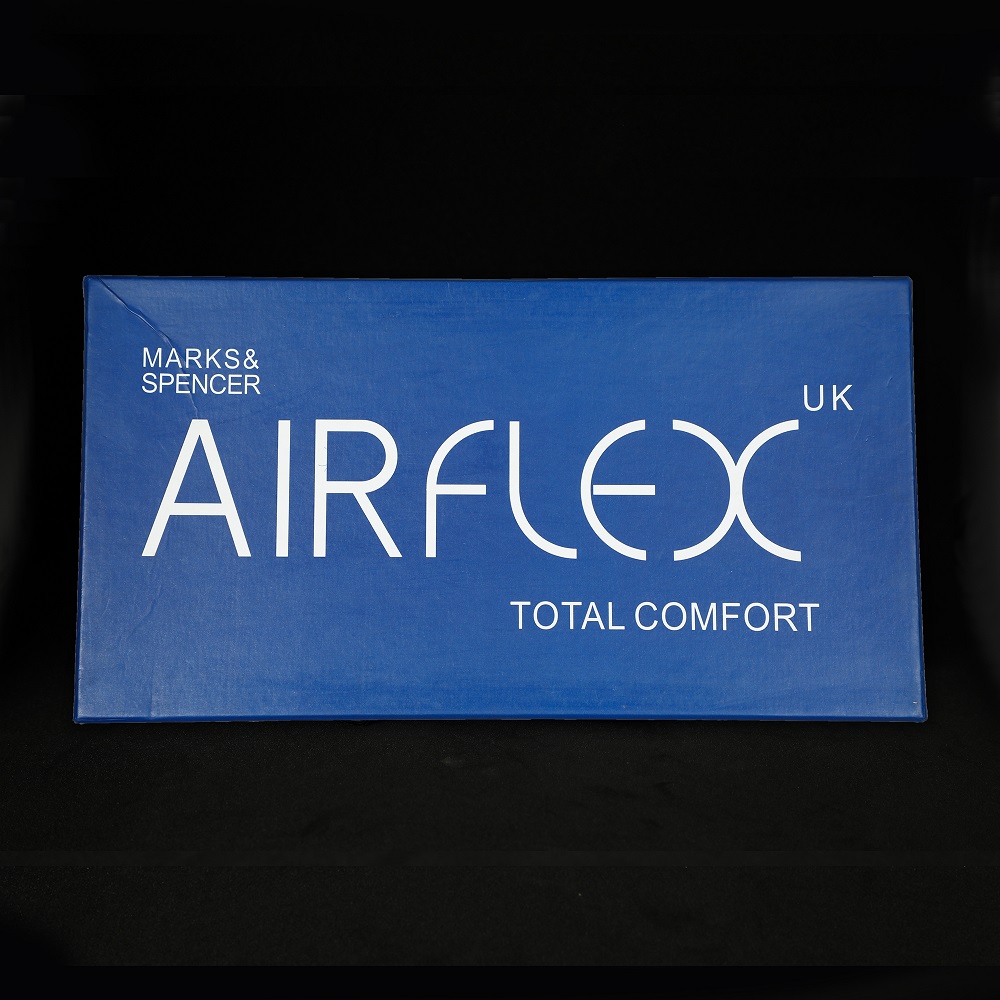 MARKS&
SPENCER
UK
AIRFLEX
TOTAL COMFORT